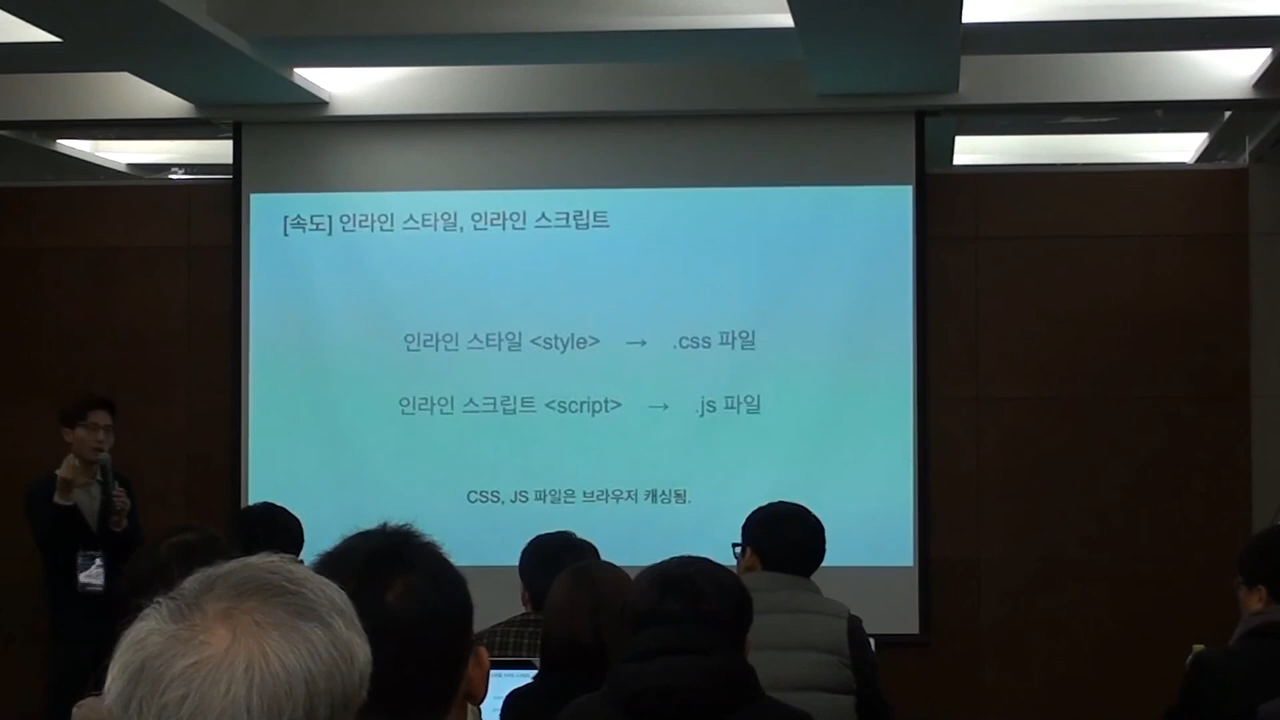 [속도] 인라인 스타일, 인라인 스크립트
인라인 스타일 <style> → .css 파일
인라인 스크립트 <script> → .js 파일
CSS, JS 파일은 브라우저 캐싱됨.